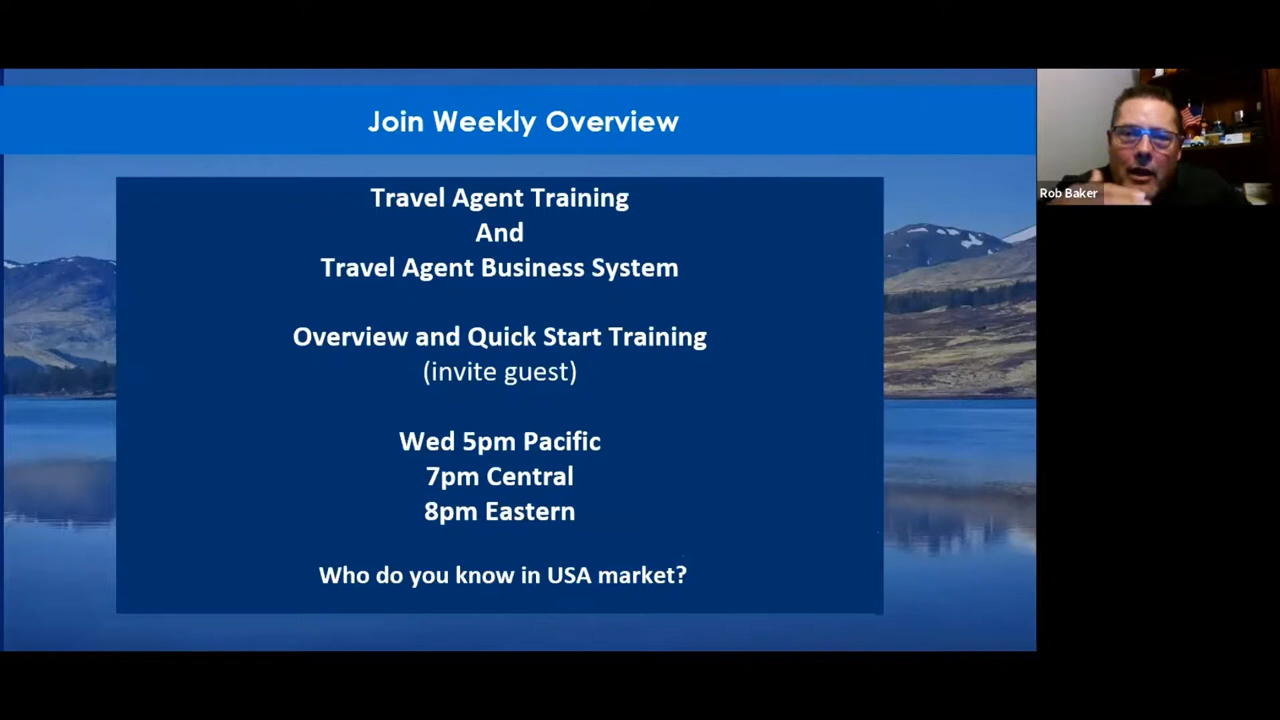 Join Weekly Overview
Travel Agent Training
And
Travel Agent Business System
Overview and Quick Start Training
(invite guest)
Wed 5pm Pacific
7pm Central
8pm Eastern
Who do you know in USA market?
Rob Baker